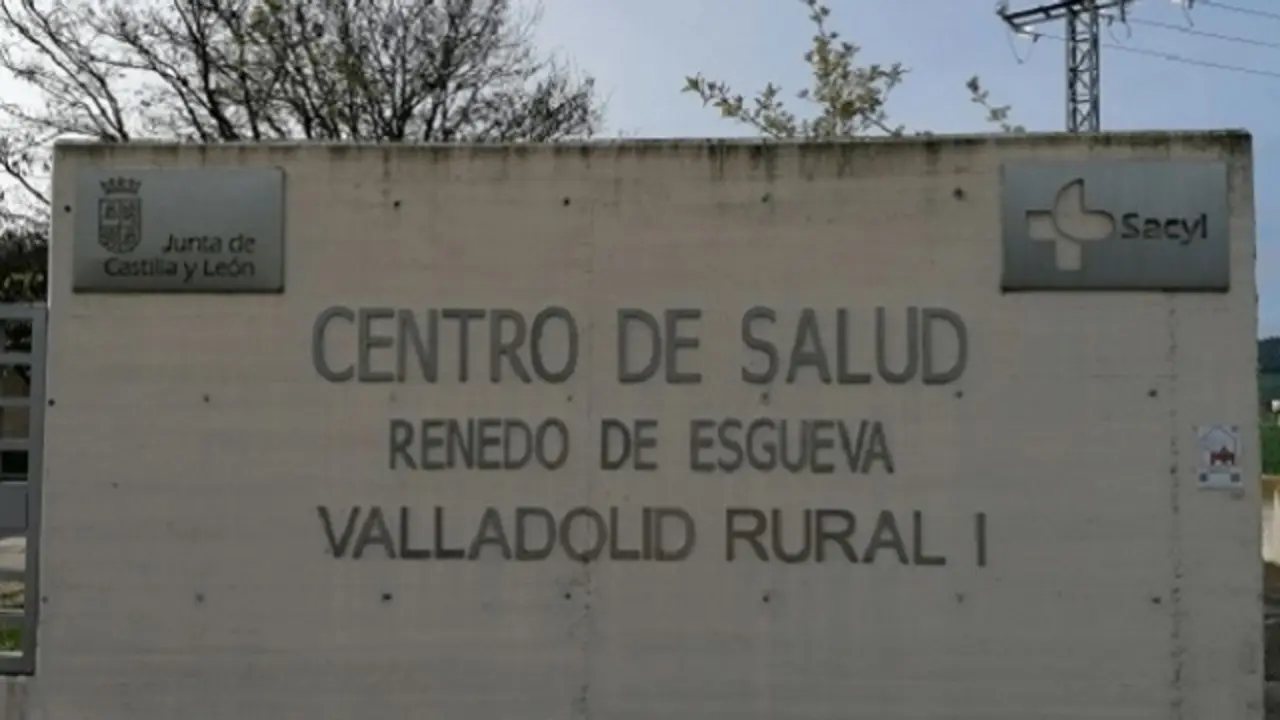 Junta de
Castilla y León
Sacyl
CENTRO DE SALUD
RENEDO DE ESGUEVA
VALLADOLID RURAL I